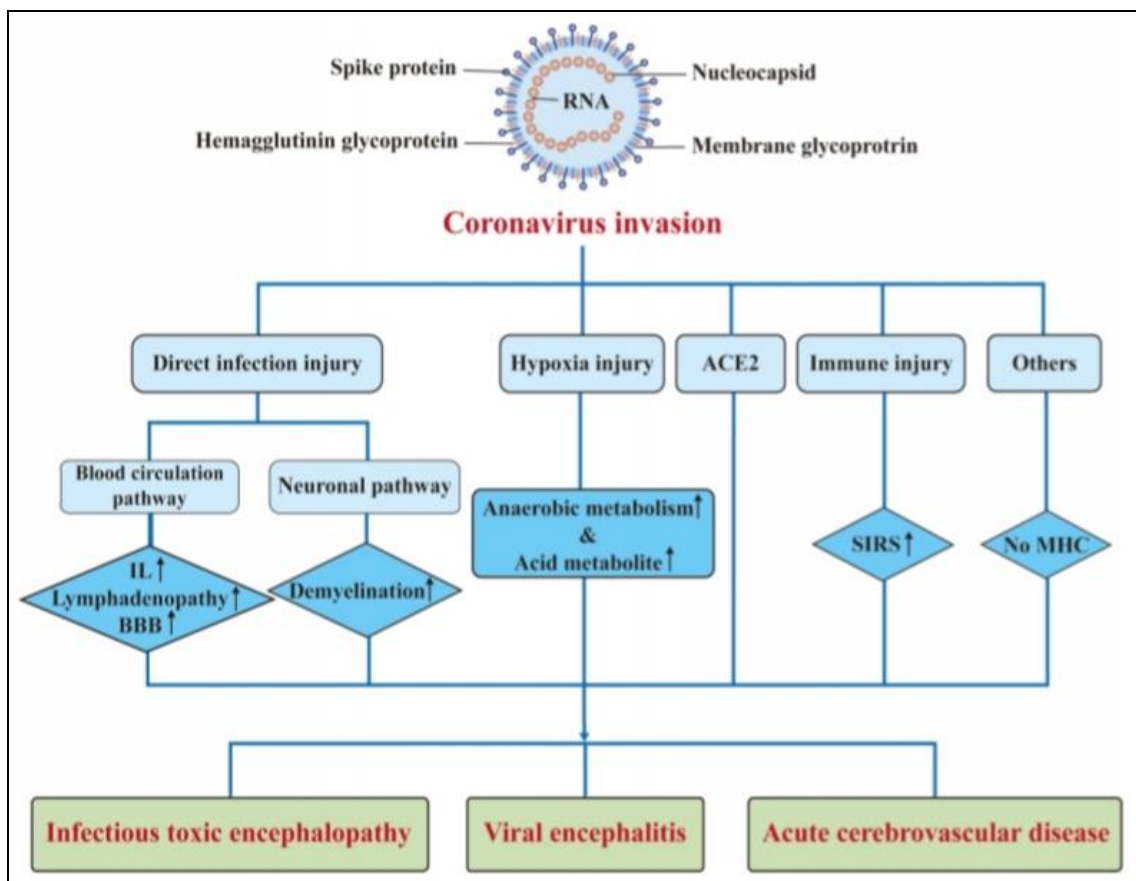 Spike protein
Nucleocapsid
RNA
Hemagglutinin glycoprotein
Membrane glycoprotrin
Coronavirus invasion
Direct infection injury
Hypoxia injury
ACE2
Immune injury
Others
Blood circulation
pathway
Neuronal pathway
Anaerobic metabolism↑
&
Acid metabolite↑
SIRS↑
No MHC
IL↑
Lymphadenopathy↑
BBB↑
Demyelination↑
Infectious toxic encephalopathy
Viral encephalitis
Acute cerebrovascular disease